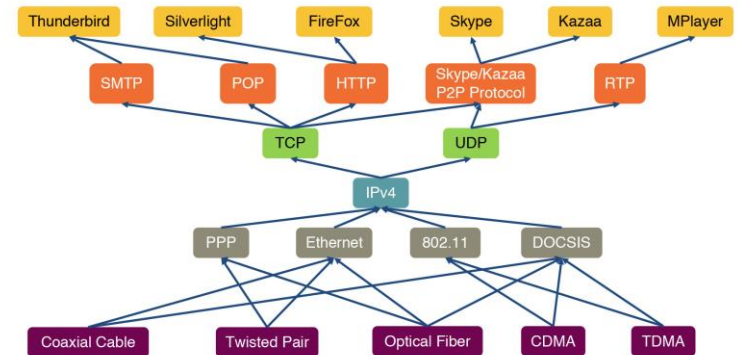 Thunderbird
Silverlight
FireFox
Skype
Kazaa
MPlayer
SMTP
POP
HTTP
Skype/Kazaa
P2P Protocol
RTP
TCP
UDP
IPv4
PPP
Ethernet
802.11
DOCSIS
Coaxial Cable
Twisted Pair
Optical Fiber
CDMA
TDMA